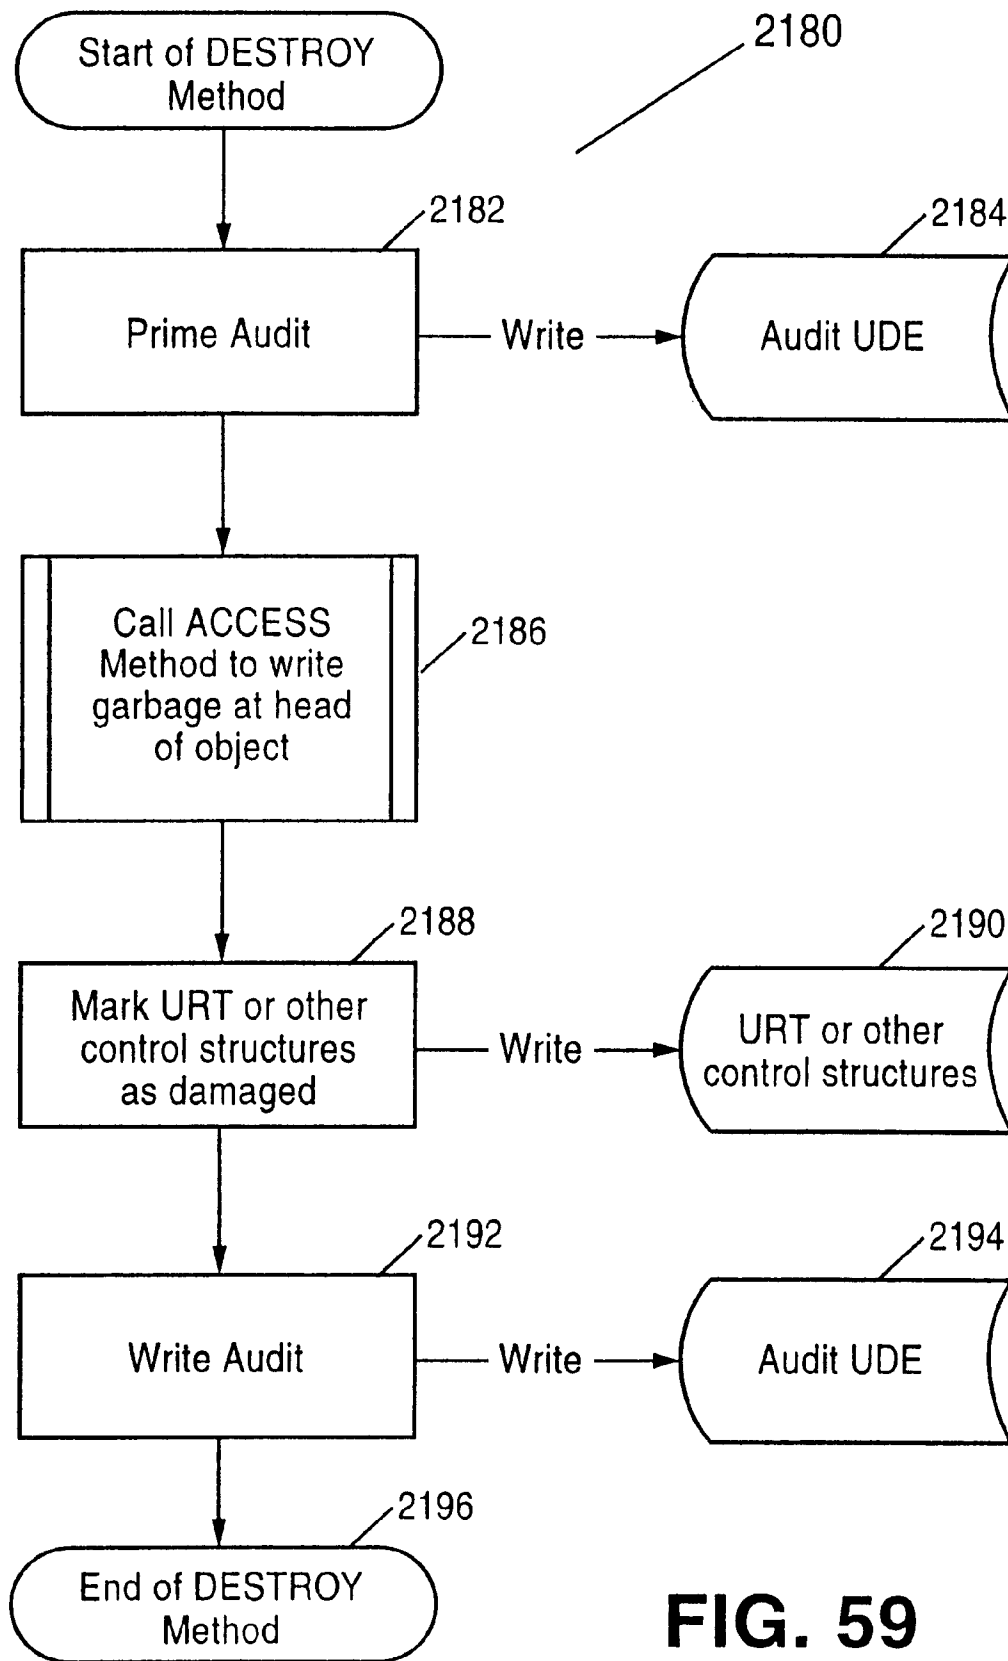 Start of DESTROY
Method
2180
2182
Prime Audit
Write
2184
Audit UDE
Call ACCESS
Method to write
garbage at head
of object
2186
2188
Mark URT or other
control structures
as damaged
Write
2190
URT or other
control structures
2192
Write Audit
Write
2194
Audit UDE
2196
End of DESTROY
Method
FIG. 59